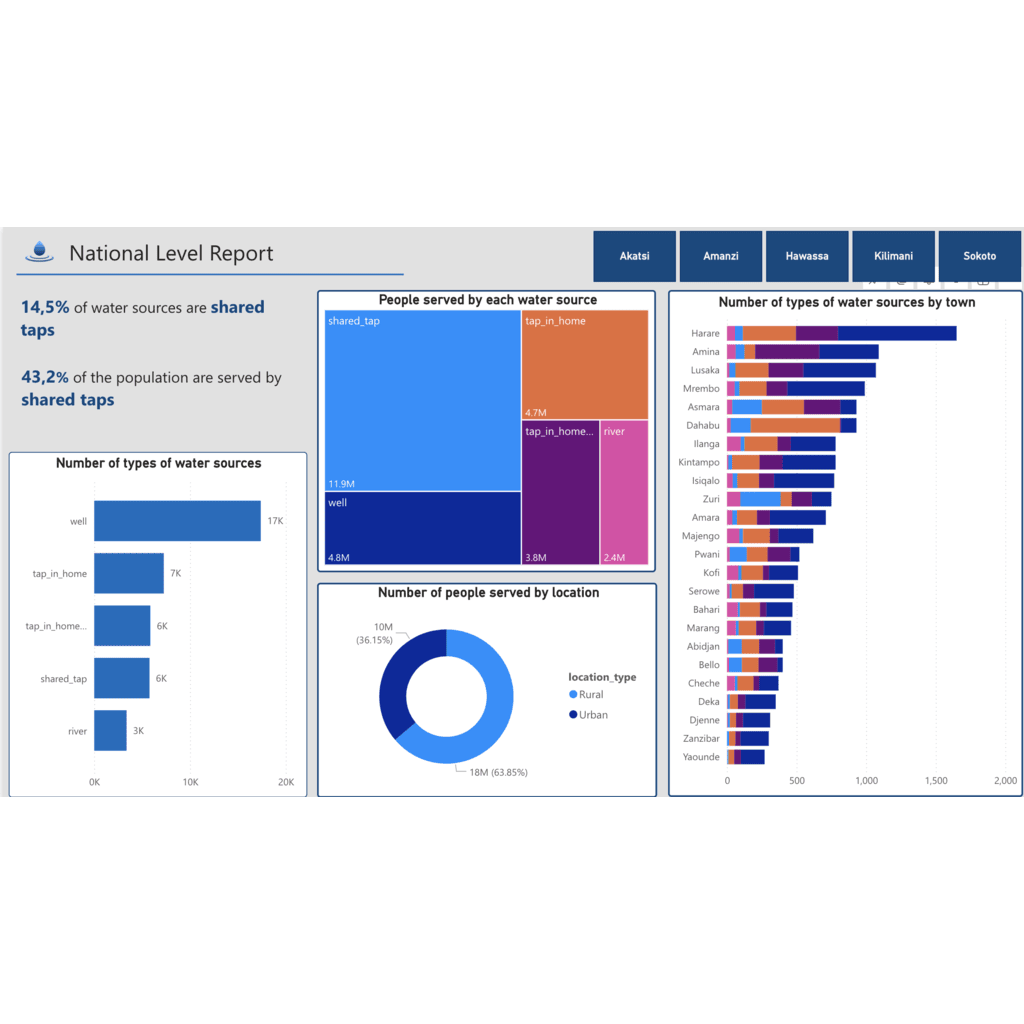 National Level Report
Akatsi
Amanzi
Hawassa
Kilimani
Sokoto
14,5% of water sources are shared
taps
43,2% of the population are served by
shared taps
Number of types of water sources
well
17K
tap_in_home
7K
tap_in_home...
6K
shared_tap
6K
river
3K
0K
10K
20K
People served by each water source
shared_tap
11.9M
well
4.8M
tap_in_home
4.7M
tap_in_home...
3.8M
river
2.4M
Number of people served by location
10M
(36.15%)
18M (63.85%)
location_type
Rural
Urban
Number of types of water sources by town
Harare
Amina
Lusaka
Mrembo
Asmara
Dahabu
Ilanga
Kintampo
Isiqalo
Zuri
Amara
Majengo
Pwani
Kofi
Serowe
Bahari
Marang
Abidjan
Bello
Cheche
Deka
Djenne
Zanzibar
Yaounde
0
500
1,000
1,500
2,000